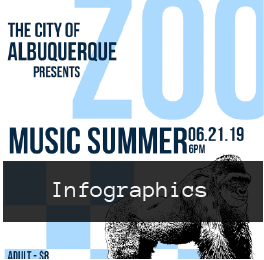 ZOO
THE CITY OF
ALBUQUERQUE
PRESENTS
MUSIC SUMMER
06.21.19
6PM
Infographics
ADULT - $8